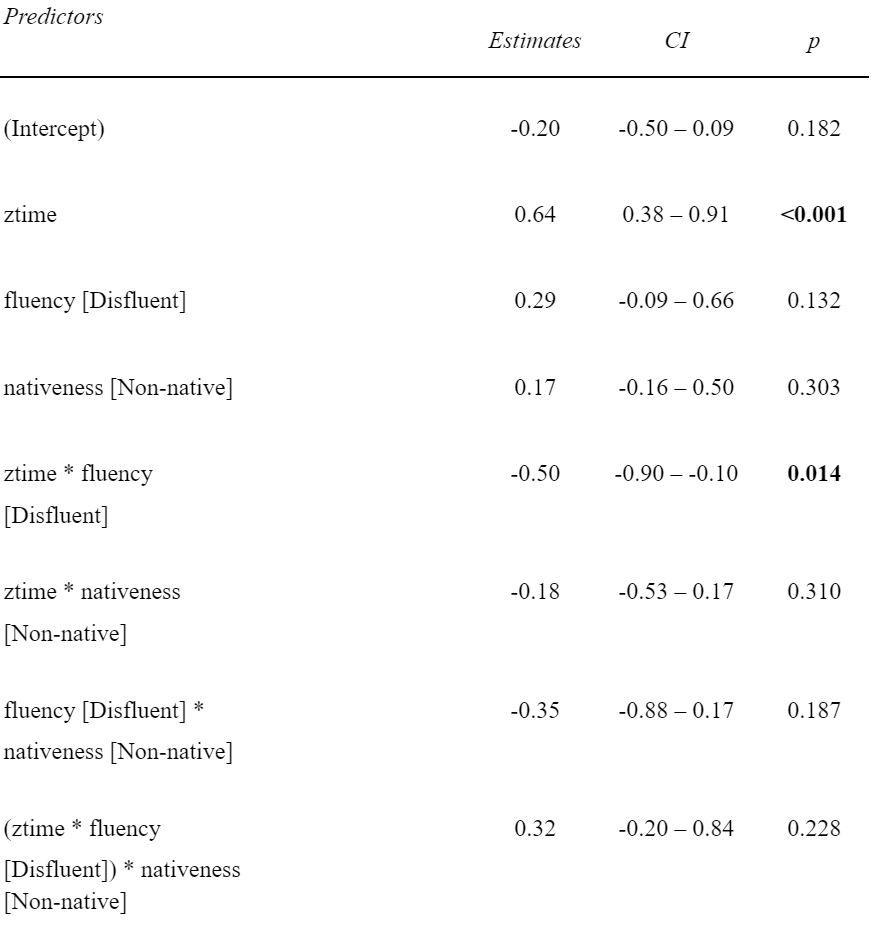 Predictors
Estimates CI p
(Intercept) -0.20 -0.50 – 0.09 0.182
ztime 0.64 0.38 – 0.91 <0.001
fluency [Disfluent] 0.29 -0.09 – 0.66 0.132
nativeness [Non-native] 0.17 -0.16 – 0.50 0.303
ztime * fluency -0.50 -0.90 – -0.10 0.014
[Disfluent]
ztime * nativeness -0.18 -0.53 – 0.17 0.310
[Non-native]
fluency [Disfluent] * -0.35 -0.88 – 0.17 0.187
nativeness [Non-native]
(ztime * fluency 0.32 -0.20 – 0.84 0.228
[Disfluent]) * nativeness
[Non-native]